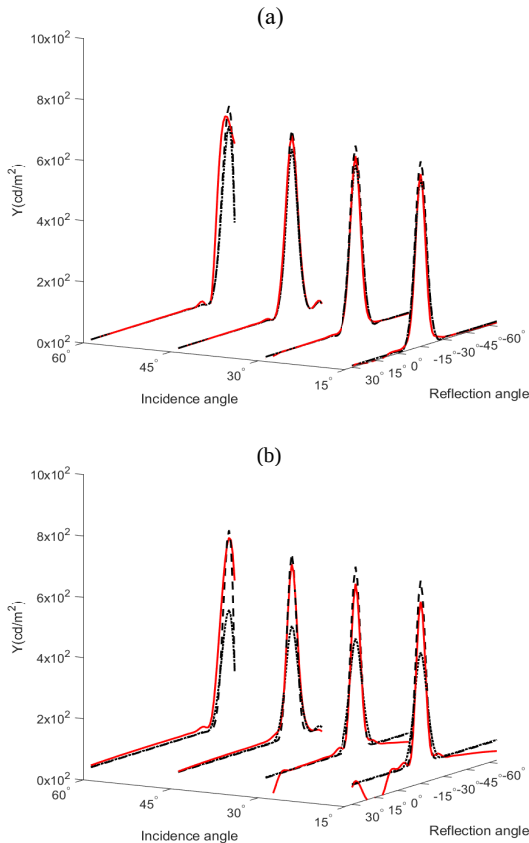 (a)
10x10²
8x10²
6x10²
4x10²
2x10²
0x10²
Y(cd/m²)
60°
45°
30°
15°
Incidence angle
30° 15° 0° -15° -30° -45° -60°
Reflection angle
(b)
10x10²
8x10²
6x10²
4x10²
2x10²
0x10²
Y(cd/m²)
60°
45°
30°
15°
Incidence angle
30° 15° 0° -15° -30° -45° -60°
Reflection angle